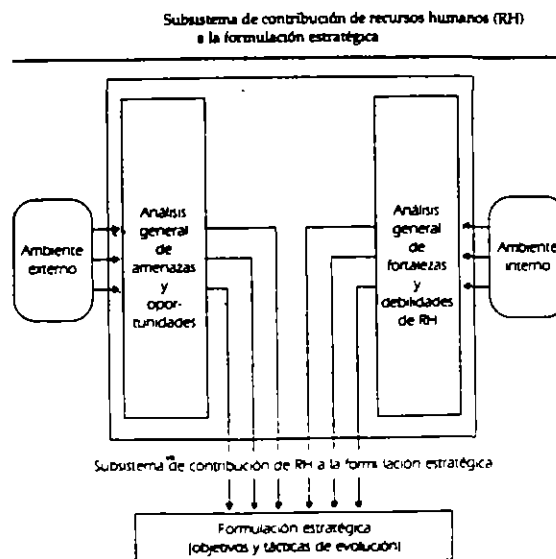 Subsistema de contribución de recursos humanos (RH)
a la formulación estratégica
Ambiente
externo
Análisis
general
de
amenazas
y
opor-
tunidades
Análisis
general
de
fortalezas
y
debilidades
de RH
Ambiente
interno
Subsistema de contribución de RH a la formulación estratégica
Formulación estratégica
(objetivos y tácticas de evolución)